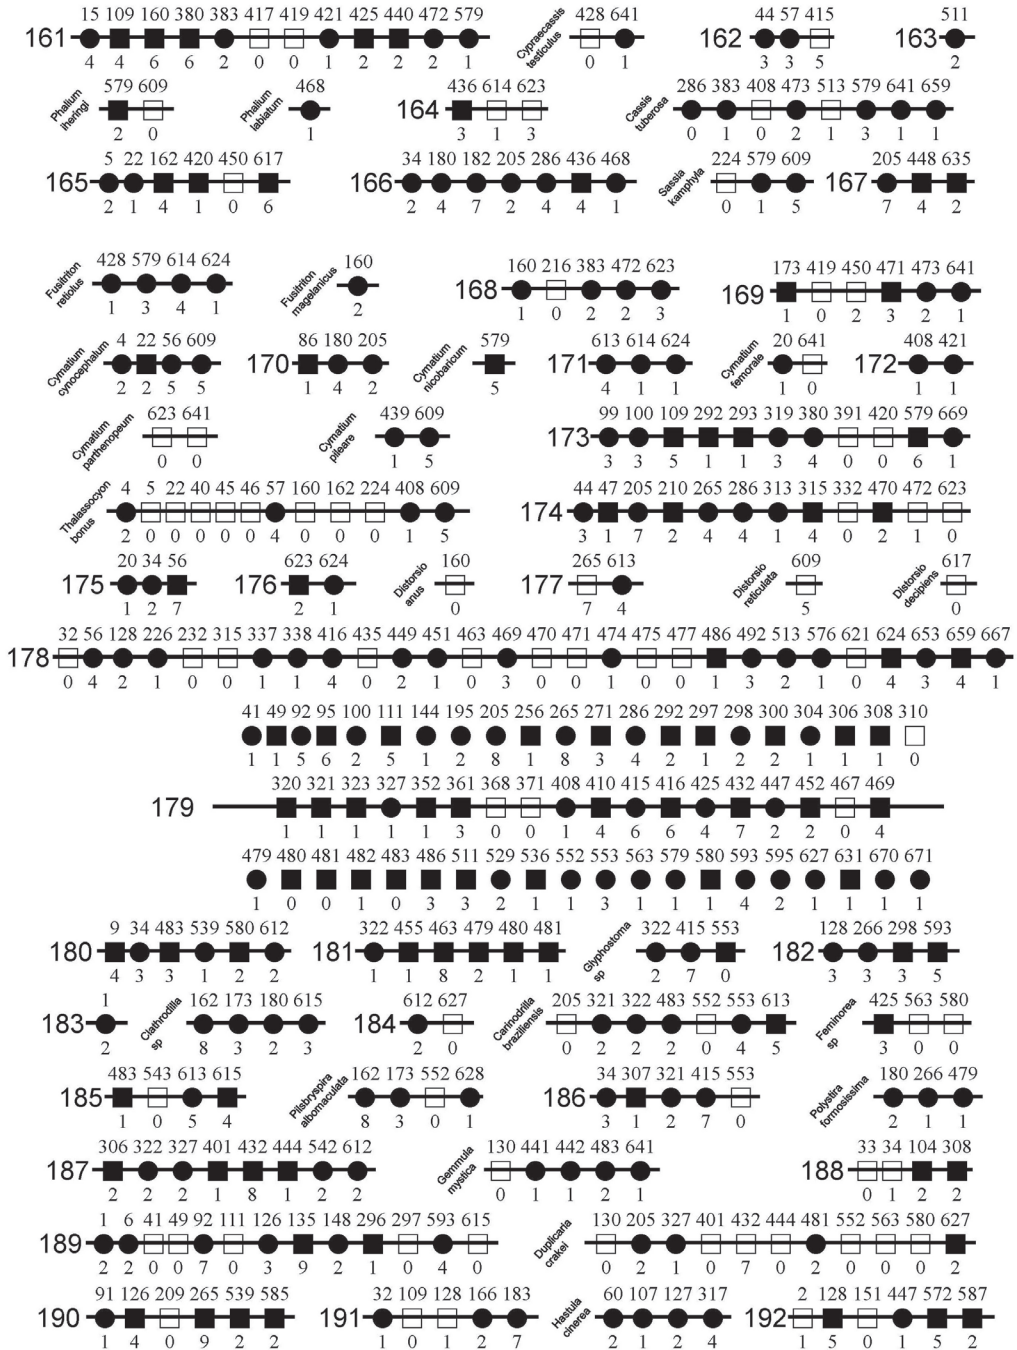 15 109 160 380 383 417 419 421 425 440 472 579
161
4 4 6 6 2 0 0 1 2 2 2 1
428 641
Cypraecassis testiculus
0 1
44 57 415
162
3 3 5
511
163
2
579 609
Phalium iheringi
2 0
468
Phalium labiatum
1
436 614 623
164
3 1 3
286 383 408 473 513 579 641 659
Cassis tuberosa
0 1 0 2 1 3 1 1
5 22 162 420 450 617
165
2 1 4 1 0 6
34 180 182 205 286 436 468
166
2 4 7 2 4 4 1
224 579 609
Sassia kamphyla
0 1 5
205 448 635
167
7 4 2
428 579 614 624
Fusitriton retiolus
1 3 4 1
160
Fusitriton magelanicus
2
160 216 383 472 623
168
1 0 2 2 3
173 419 450 471 473 641
169
1 0 2 3 2 1
4 22 56 609
Cymatium cynocephalum
2 2 5 5
86 180 205
170
1 4 2
579
Cymatium nicobaricum
5
613 614 624
171
4 1 1
20 641
Cymatium femorale
1 0
408 421
172
1 1
623 641
Cymatium parthenopeum
0 0
439 609
Cymatium pileare
1 5
99 100 109 292 293 319 380 391 420 579 669
173
3 3 5 1 1 3 4 0 0 6 1
4 5 22 40 45 46 57 160 162 224 408 609
Thalassocyon bonus
2 0 0 0 0 0 4 0 0 0 1 5
44 47 205 210 265 286 313 315 332 470 472 623
174
3 1 7 2 4 4 1 4 0 2 1 0
20 34 56
175
1 2 7
623 624
176
2 1
160
Distorsio anus
0
265 613
177
7 4
609
Distorsio reticulata
5
617
Distorsio decipiens
0
32 56 128 226 232 315 337 338 416 435 449 451 463 469 470 471 474 475 477 486 492 513 576 621 624 653 659 667
178
0 4 2 1 0 0 1 1 4 0 2 1 0 3 0 0 1 0 0 1 3 2 1 0 4 3 4 1
41 49 92 95 100 111 144 195 205 256 265 271 286 292 297 298 300 304 306 308 310
1 1 5 6 2 5 1 2 8 1 8 3 4 2 1 2 2 1 1 1 0
320 321 323 327 352 361 368 371 408 410 415 416 425 432 447 452 467 469
179
1 1 1 1 1 3 0 0 1 4 6 6 4 7 2 2 0 4
479 480 481 482 483 486 511 529 536 552 553 563 579 580 593 595 627 631 670 671
1 0 0 1 0 3 3 2 1 1 3 1 1 1 4 2 1 1 1 1
9 34 483 539 580 612
180
4 3 3 1 2 2
322 455 463 479 480 481
181
1 1 8 2 1 1
322 415 553
Glyphostoma sp
2 7 0
128 266 298 593
182
3 3 3 5
1
183
2
162 173 180 615
Clathrodrilla sp
8 3 2 3
612 627
184
2 0
205 321 322 483 552 553 613
Carinodrilla braziliensis
0 2 2 2 0 4 5
425 563 580
Feminorea sp
3 0 0
483 543 613 615
185
1 0 5 4
162 173 552 628
Pilsbryspira albomaculata
8 3 0 1
34 307 321 415 553
186
3 1 2 7 0
180 266 479
Polystira formosissima
2 1 1
306 322 327 401 432 444 542 612
187
2 2 2 1 8 1 2 2
130 441 442 483 641
Gemmula mystica
0 1 1 2 1
33 34 104 308
188
0 1 2 2
1 6 41 49 92 111 126 135 148 296 297 593 615
189
2 2 0 0 7 0 3 9 2 1 0 4 0
130 205 327 401 432 444 481 552 563 580 627
Duplicaria crakei
0 2 1 0 7 0 2 0 0 0 2
91 126 209 265 539 585
190
1 4 0 9 2 2
32 109 128 166 183
191
1 0 1 2 7
60 107 127 317
Hastula cinerea
2 1 2 4
2 128 151 447 572 587
192
1 5 0 1 5 2